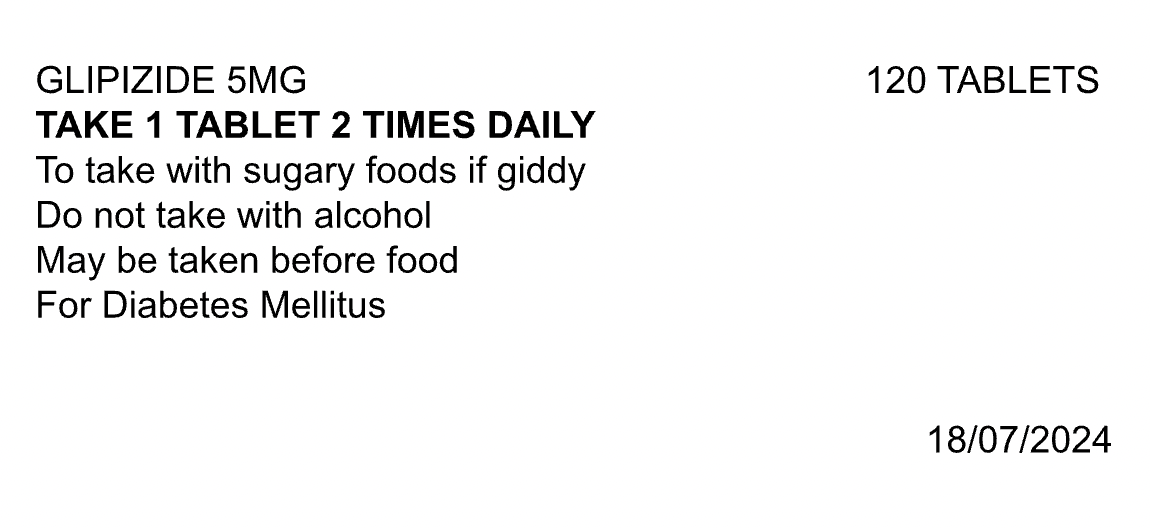 GLIPIZIDE 5MG 120 TABLETS
TAKE 1 TABLET 2 TIMES DAILY
To take with sugary foods if giddy
Do not take with alcohol
May be taken before food
For Diabetes Mellitus
18/07/2024